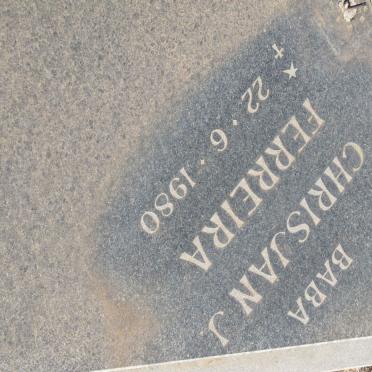 BABA
CHRISJAN J
FERREIRA
★ ✝ 22 · 6 · 1980